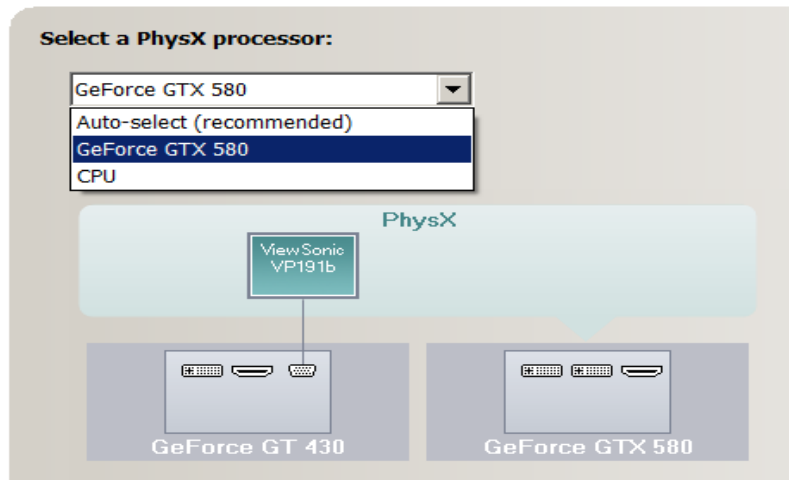 Select a PhysX processor:
GeForce GTX 580
Auto-select (recommended)
GeForce GTX 580
CPU
PhysX
ViewSonic
VP191b
GeForce GT 430
GeForce GTX 580